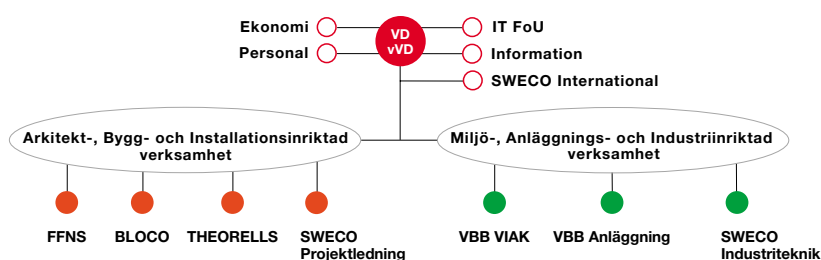 Ekonomi
VD
vVD
IT FoU
Personal
Information
SWECO International
Arkitekt-, Bygg- och Installationsinriktad
verksamhet
Miljö-, Anläggnings- och Industriinriktad
verksamhet
FFNS
BLOCO
THEORELLS
SWECO
Projektledning
VBB VIAK
VBB Anläggning
SWECO
Industriteknik